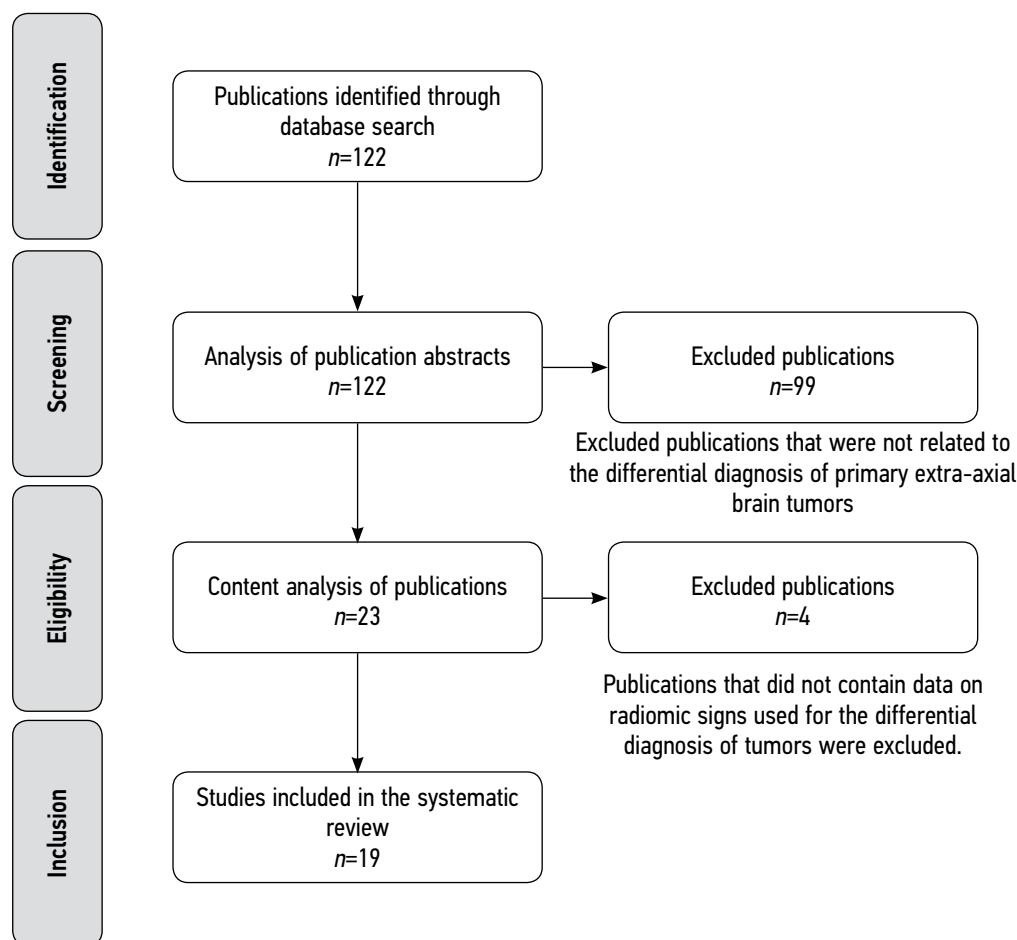 Identification
Publications identified through
database search
n=122
Screening
Analysis of publication abstracts
n=122
Excluded publications
n=99
Excluded publications that were not related to
the differential diagnosis of primary extra-axial
brain tumors
Eligibility
Content analysis of publications
n=23
Excluded publications
n=4
Publications that did not contain data on
radiomic signs used for the differential
diagnosis of tumors were excluded.
Inclusion
Studies included in the systematic
review
n=19